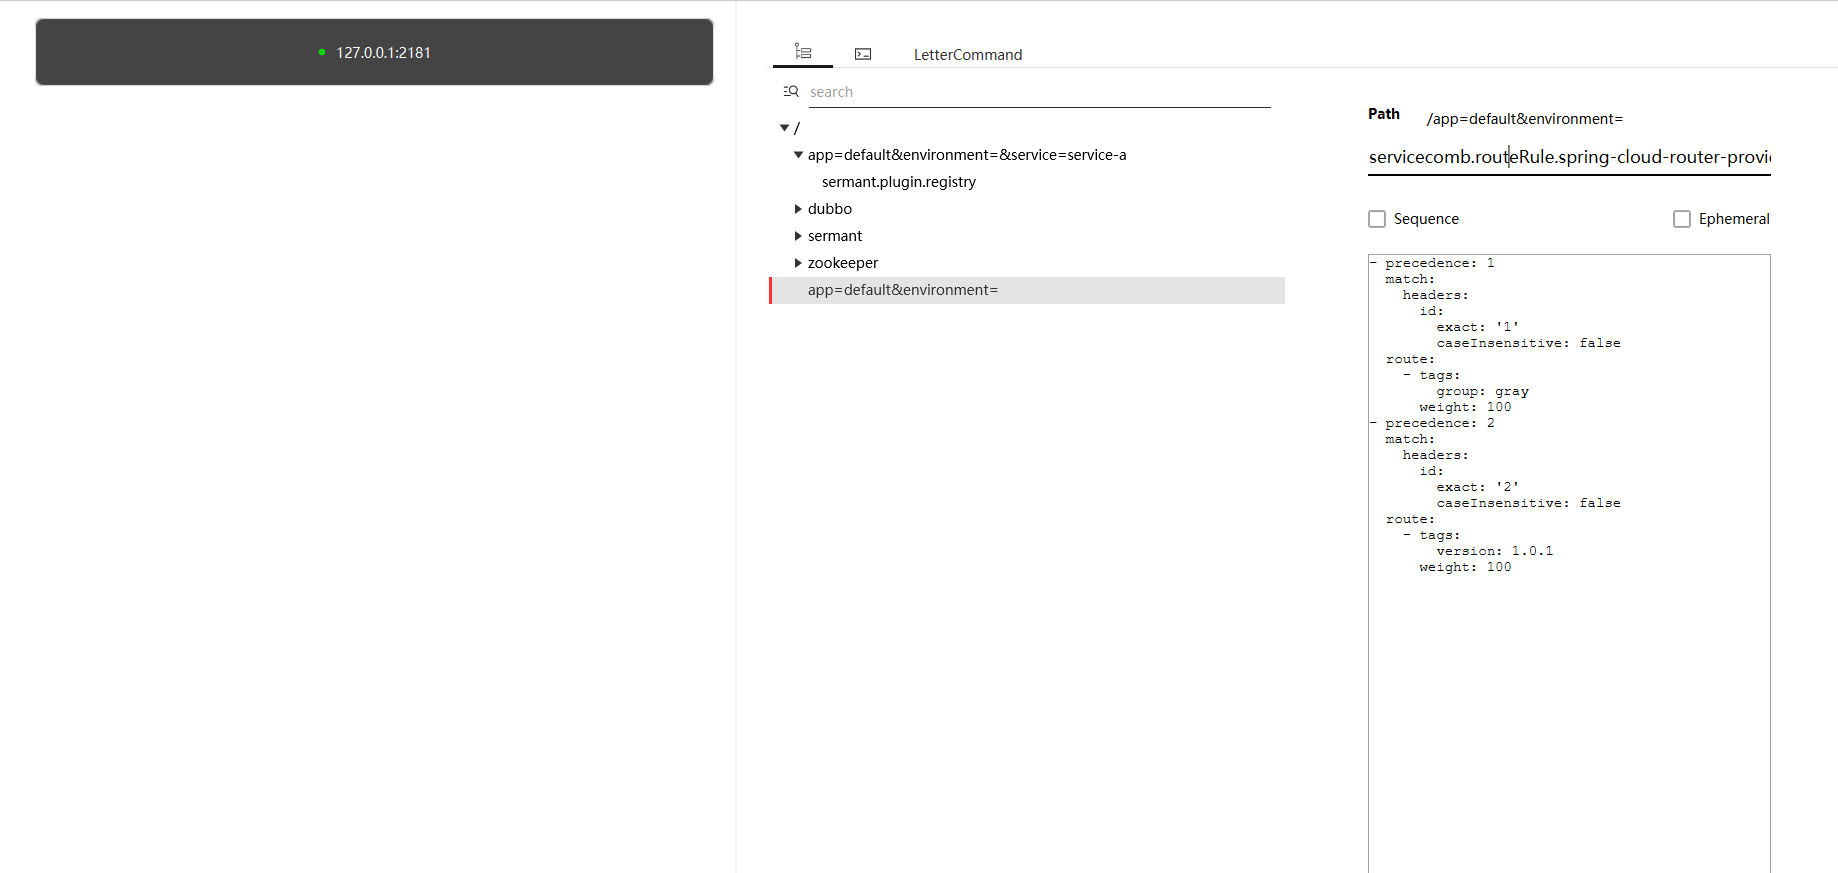 127.0.0.1:2181
LetterCommand
search
/
app=default&environment=&service=service-a
sermant.plugin.registry
dubbo
sermant
zookeeper
app=default&environment=
Path /app=default&environment=
servicecomb.routeRule.spring-cloud-router-provi
Sequence Ephemeral
- precedence: 1
  match:
    headers:
      id:
        exact: '1'
        caseInsensitive: false
  route:
    - tags:
        group: gray
      weight: 100
- precedence: 2
  match:
    headers:
      id:
        exact: '2'
        caseInsensitive: false
  route:
    - tags:
        version: 1.0.1
      weight: 100